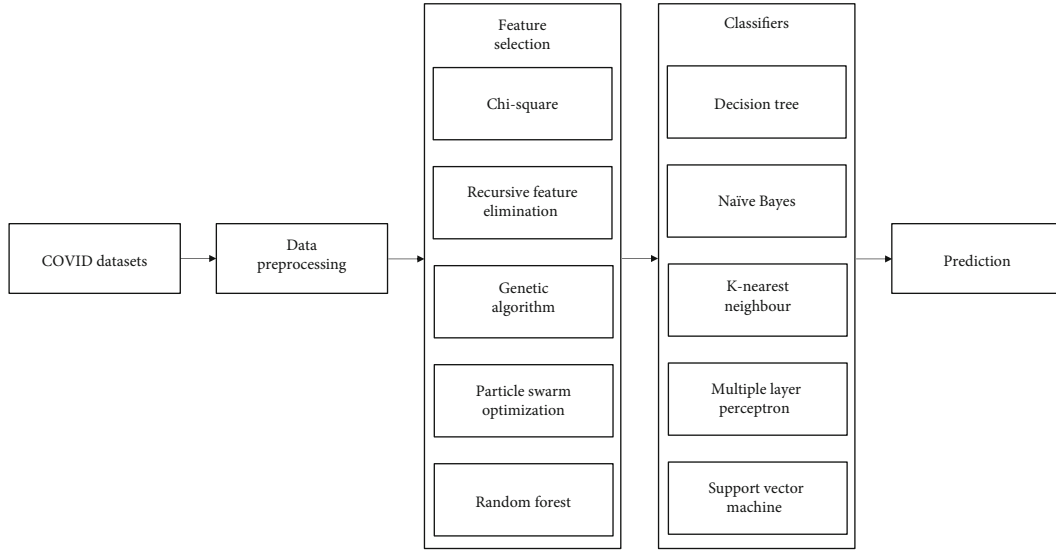 COVID datasets
Data
preprocessing
Feature
selection
Chi-square
Recursive feature
elimination
Genetic
algorithm
Particle swarm
optimization
Random forest
Classifiers
Decision tree
Naïve Bayes
K-nearest
neighbour
Multiple layer
perceptron
Support vector
machine
Prediction